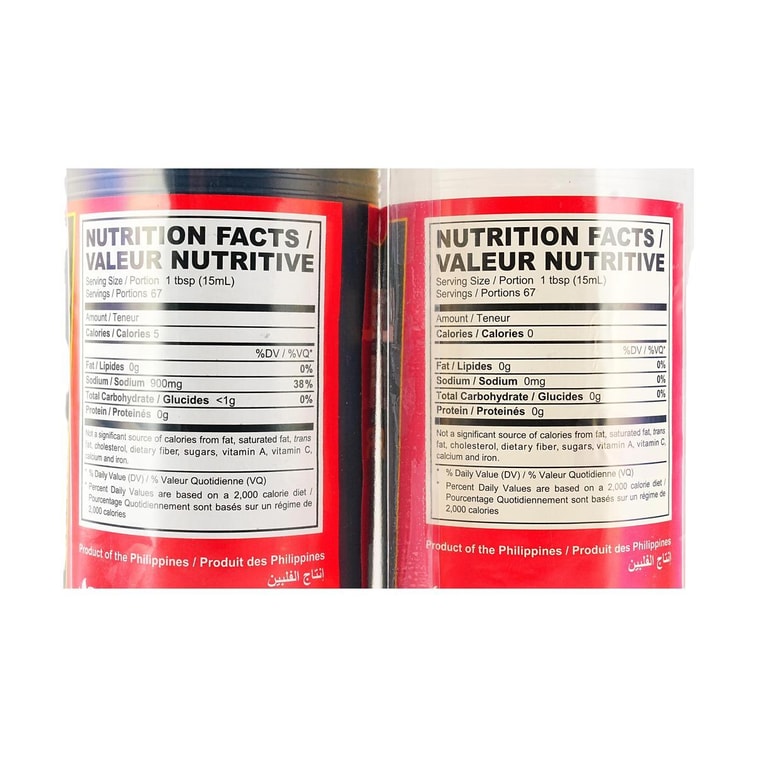 NUTRITION FACTS /
VALEUR NUTRITIVE
Serving Size / Portion 1 tbsp (15mL)
Servings / Portions 67
Amount / Teneur
Calories / Calories 5
%DV / %VQ*
Fat / Lipides 0g 0%
Sodium / Sodium 900mg 38%
Total Carbohydrate / Glucides <1g 0%
Protein / Proteinés 0g
Not a significant source of calories from fat, saturated fat, trans
fat, cholesterol, dietary fiber, sugars, vitamin A, vitamin C,
calcium and iron.
* % Daily Value (DV) / % Valeur Quotidienne (VQ)
* Percent Daily Values are based on a 2,000 calorie diet /
Pourcentage Quotidiennement sont basés sur un régime de
2,000 calories
Product of the Philippines / Produit des Philippines
إنتاج الفلبين
NUTRITION FACTS /
VALEUR NUTRITIVE
Serving Size / Portion 1 tbsp (15mL)
Servings / Portions 67
Amount / Teneur
Calories / Calories 0
%DV / %VQ*
Fat / Lipides 0g 0%
Sodium / Sodium 0mg 0%
Total Carbohydrate / Glucides 0g 0%
Protein / Proteinés 0g
Not a significant source of calories from fat, saturated fat, trans
fat, cholesterol, dietary fiber, sugars, vitamin A, vitamin C,
calcium and iron.
* % Daily Value (DV) / % Valeur Quotidienne (VQ)
* Percent Daily Values are based on a 2,000 calorie diet /
Pourcentage Quotidiennement sont basés sur un régime de
2,000 calories
Product of the Philippines / Produit des Philippines
إنتاج الفلبين